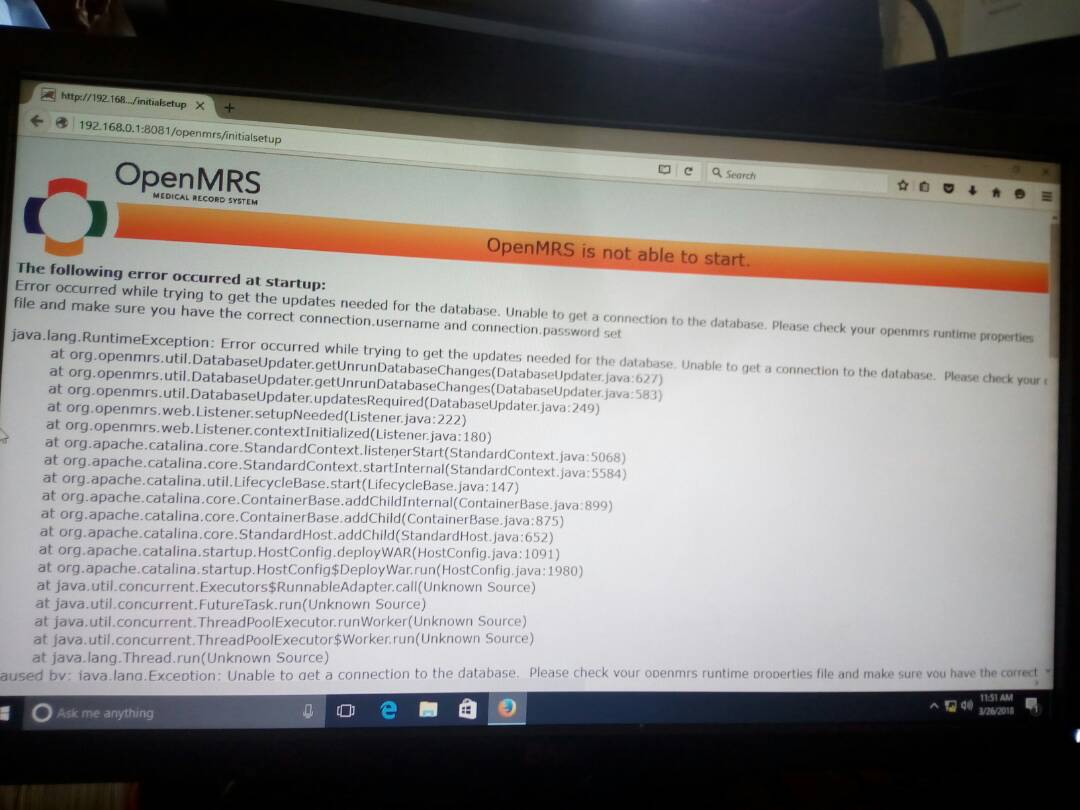 http://192.168.../initialsetup
192.168.0.1:8081/openmrs/initialsetup
Search
OpenMRS
MEDICAL RECORD SYSTEM
OpenMRS is not able to start.
The following error occurred at startup:
Error occurred while trying to get the updates needed for the database. Unable to get a connection to the database. Please check your openmrs runtime properties
file and make sure you have the correct connection.username and connection.password set
java.lang.RuntimeException: Error occurred while trying to get the updates needed for the database. Unable to get a connection to the database. Please check your
at org.openmrs.util.DatabaseUpdater.getUnrunDatabaseChanges(DatabaseUpdater.java:627)
at org.openmrs.util.DatabaseUpdater.getUnrunDatabaseChanges(DatabaseUpdater.java:583)
at org.openmrs.util.DatabaseUpdater.updatesRequired(DatabaseUpdater.java:249)
at org.openmrs.web.Listener.setupNeeded(Listener.java:222)
at org.openmrs.web.Listener.contextInitialized(Listener.java:180)
at org.apache.catalina.core.StandardContext.listenerStart(StandardContext.java:5068)
at org.apache.catalina.core.StandardContext.startInternal(StandardContext.java:5584)
at org.apache.catalina.util.LifecycleBase.start(LifecycleBase.java:147)
at org.apache.catalina.core.ContainerBase.addChildInternal(ContainerBase.java:899)
at org.apache.catalina.core.ContainerBase.addChild(ContainerBase.java:875)
at org.apache.catalina.core.StandardHost.addChild(StandardHost.java:652)
at org.apache.catalina.startup.HostConfig.deployWAR(HostConfig.java:1091)
at org.apache.catalina.startup.HostConfig$DeployWar.run(HostConfig.java:1980)
at java.util.concurrent.Executors$RunnableAdapter.call(Unknown Source)
at java.util.concurrent.FutureTask.run(Unknown Source)
at java.util.concurrent.ThreadPoolExecutor.runWorker(Unknown Source)
at java.util.concurrent.ThreadPoolExecutor$Worker.run(Unknown Source)
at java.lang.Thread.run(Unknown Source)
aused by: java.lang.Exception: Unable to get a connection to the database. Please check your openmrs runtime properties file and make sure you have the correct
Ask me anything
11:51 AM
3/26/2018